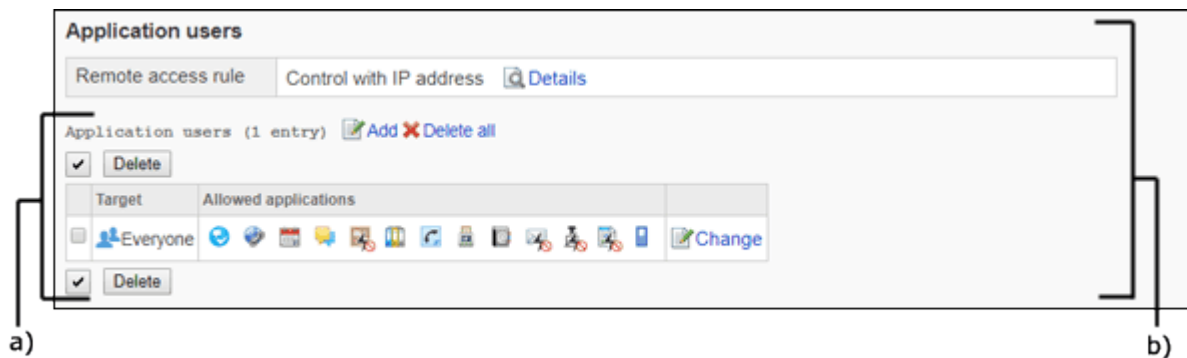 Application users
Remote access rule Control with IP address Details
Application users (1 entry) Add Delete all
Delete
Target Allowed applications
Everyone Change
Delete
a) b)